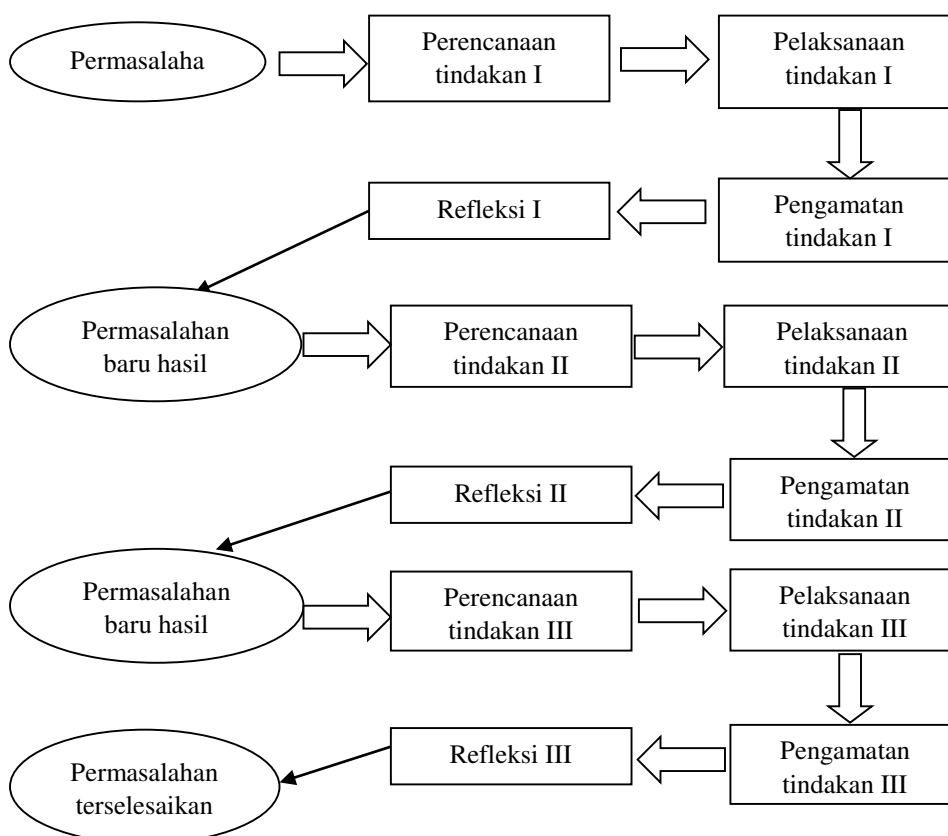 Permasalaha
Perencanaan
tindakan I
Pelaksanaan
tindakan I
Refleksi I
Pengamatan
tindakan I
Permasalahan
baru hasil
Perencanaan
tindakan II
Pelaksanaan
tindakan II
Refleksi II
Pengamatan
tindakan II
Permasalahan
baru hasil
Perencanaan
tindakan III
Pelaksanaan
tindakan III
Refleksi III
Pengamatan
tindakan III
Permasalahan
terselesaikan